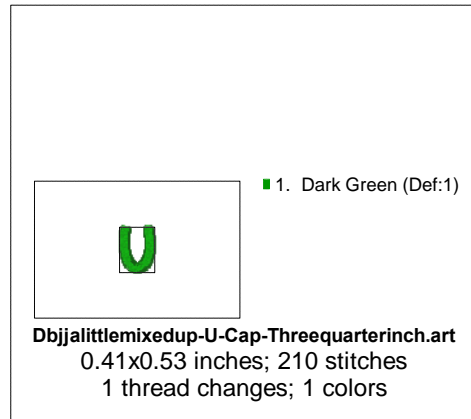 1. Dark Green (Def:1)
U
Dbjjalittlemixedup-U-Cap-Threequarterinch.art
0.41x0.53 inches; 210 stitches
1 thread changes; 1 colors